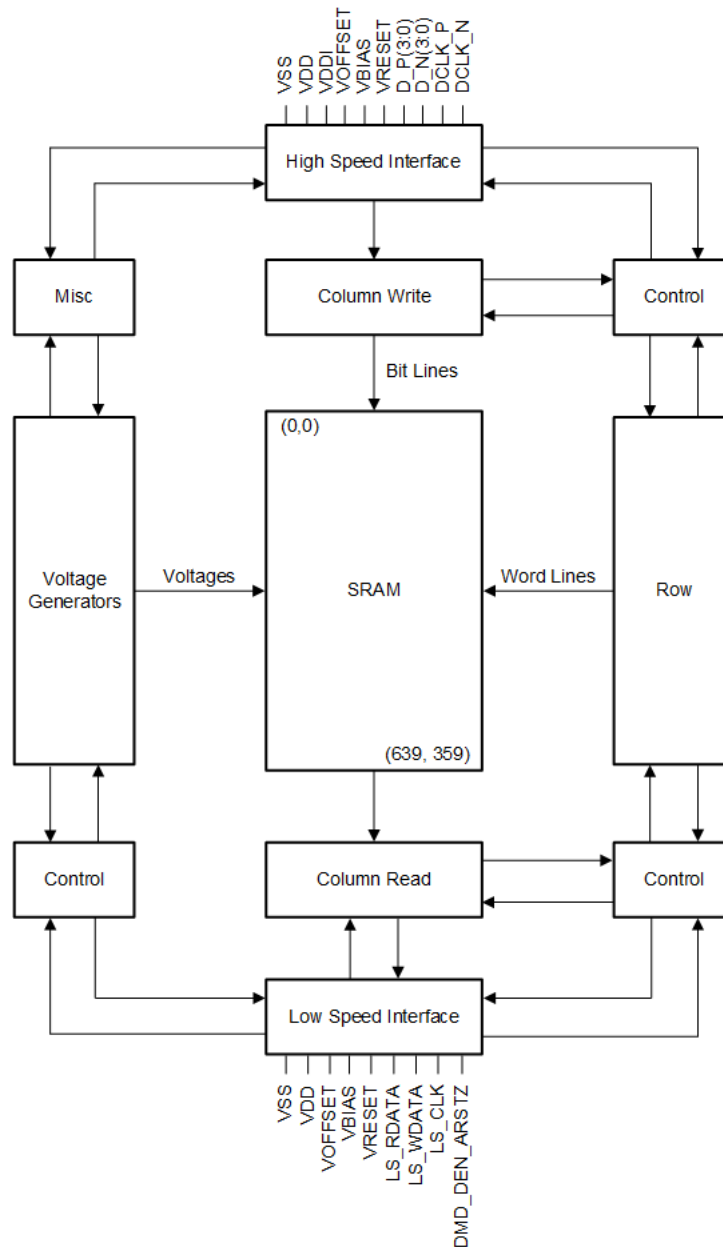 VSS
VDD
VDDI
VOFFSET
VBIAS
VRESET
D_P(3:0)
D_N(3:0)
DCLK_P
DCLK_N
High Speed Interface
Misc
Column Write
Control
Bit Lines
(0,0)
Voltage
Generators
Voltages
SRAM
Word Lines
Row
(639, 359)
Control
Column Read
Control
Low Speed Interface
VSS
VDD
VOFFSET
VBIAS
VRESET
LS_RDATA
LS_WDATA
LS_CLK
DMD_DEN_ARSTZ